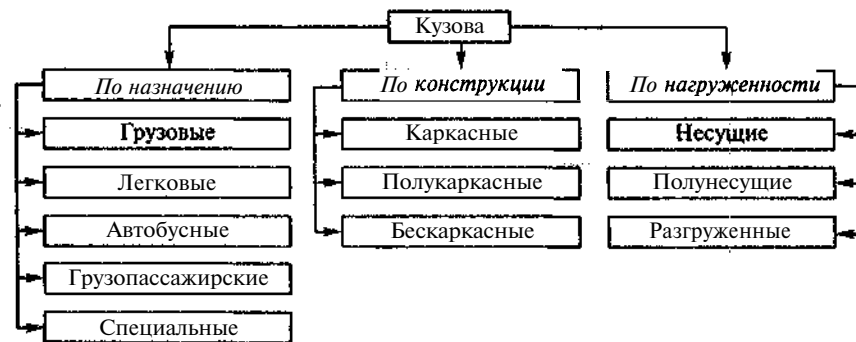 Кузова
По назначению
По конструкции
По нагруженности
Грузовые
Каркасные
Несущие
Легковые
Полукаркасные
Полунесущие
Автобусные
Бескаркасные
Разгруженные
Грузопассажирские
Специальные